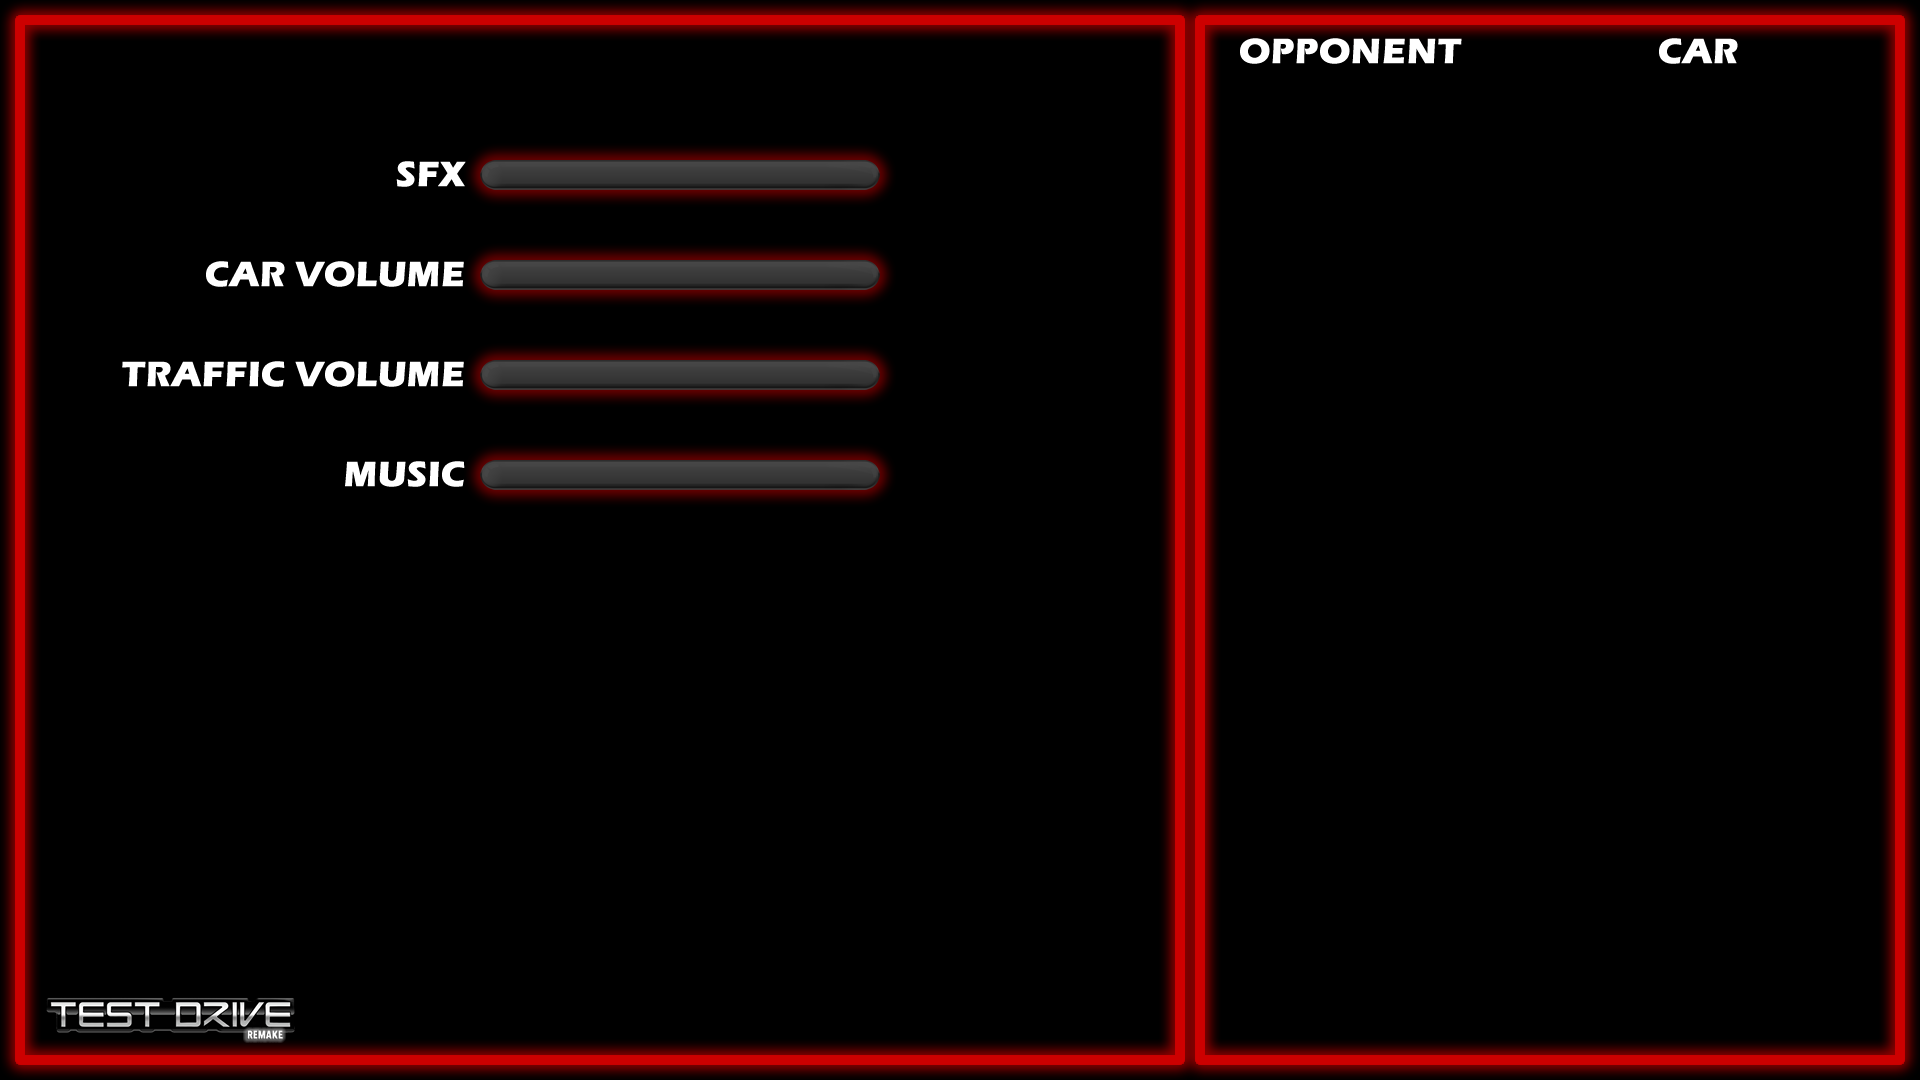 OPPONENT CAR
SFX
CAR VOLUME
TRAFFIC VOLUME
MUSIC
TEST DRIVE
REMAKE